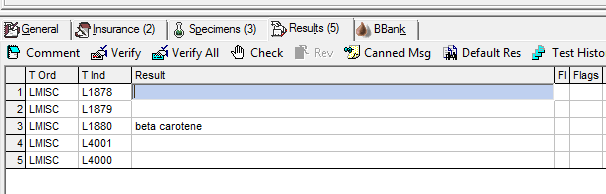 General Insurance (2) Specimens (3) Results (5) BBank
Comment Verify Verify All Check Rev Canned Msg Default Res Test Histo
T Ord T Ind Result Fl Flags
1 LMISC L1878
2 LMISC L1879
3 LMISC L1880 beta carotene
4 LMISC L4001
5 LMISC L4000